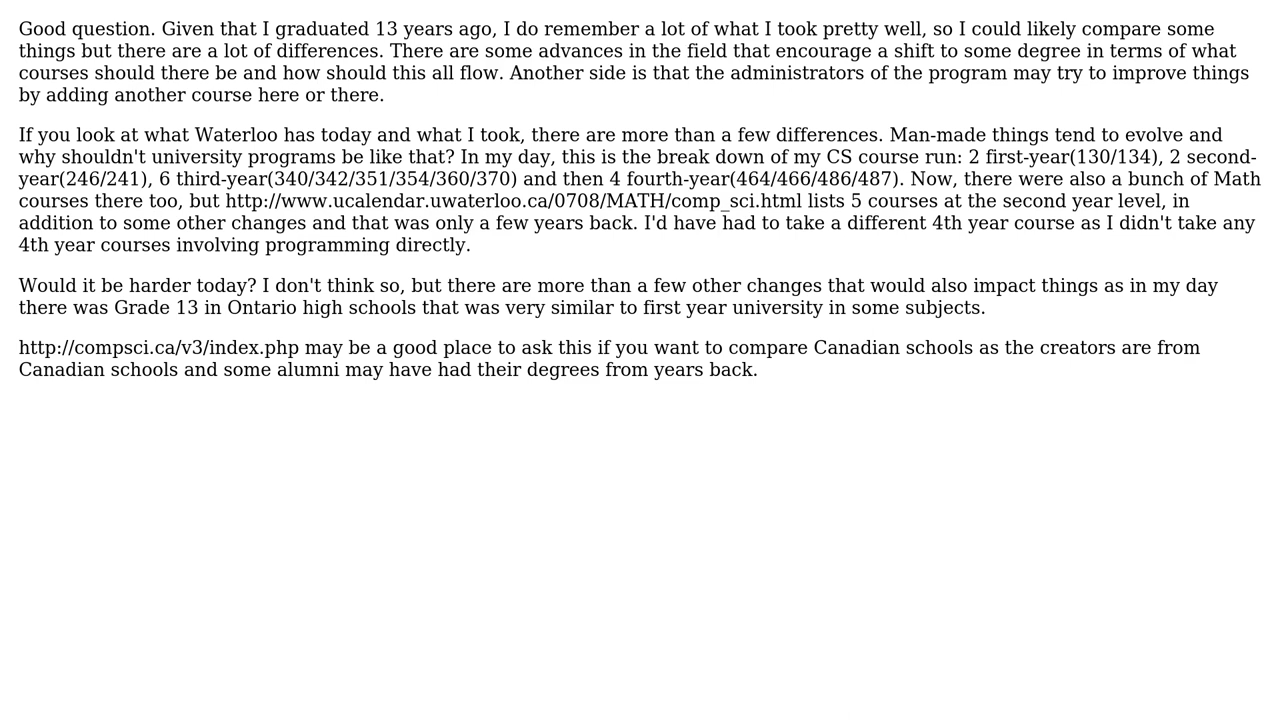 Good question. Given that I graduated 13 years ago, I do remember a lot of what I took pretty well, so I could likely compare some
things but there are a lot of differences. There are some advances in the field that encourage a shift to some degree in terms of what
courses should there be and how should this all flow. Another side is that the administrators of the program may try to improve things
by adding another course here or there.
If you look at what Waterloo has today and what I took, there are more than a few differences. Man-made things tend to evolve and
why shouldn't university programs be like that? In my day, this is the break down of my CS course run: 2 first-year(130/134), 2 second-
year(246/241), 6 third-year(340/342/351/354/360/370) and then 4 fourth-year(464/466/486/487). Now, there were also a bunch of Math
courses there too, but http://www.ucalendar.uwaterloo.ca/0708/MATH/comp_sci.html lists 5 courses at the second year level, in
addition to some other changes and that was only a few years back. I'd have had to take a different 4th year course as I didn't take any
4th year courses involving programming directly.
Would it be harder today? I don't think so, but there are more than a few other changes that would also impact things as in my day
there was Grade 13 in Ontario high schools that was very similar to first year university in some subjects.
http://compsci.ca/v3/index.php may be a good place to ask this if you want to compare Canadian schools as the creators are from
Canadian schools and some alumni may have had their degrees from years back.